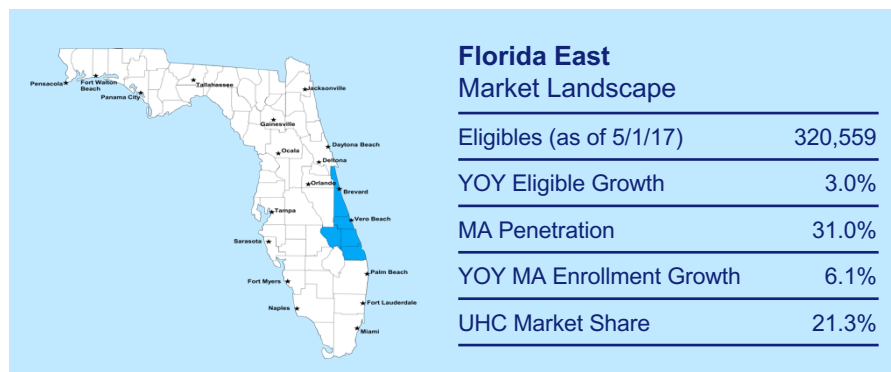 Florida East
Market Landscape
Eligibles (as of 5/1/17) 320,559
YOY Eligible Growth 3.0%
MA Penetration 31.0%
YOY MA Enrollment Growth 6.1%
UHC Market Share 21.3%
Pensacola
Fort Walton
Beach
Panama City
Tallahassee
Jacksonville
Gainesville
Ocala
Daytona Beach
Deltona
Orlando
Brevard
Tampa
Vero Beach
Sarasota
Palm Beach
Fort Myers
Fort Lauderdale
Naples
Miami